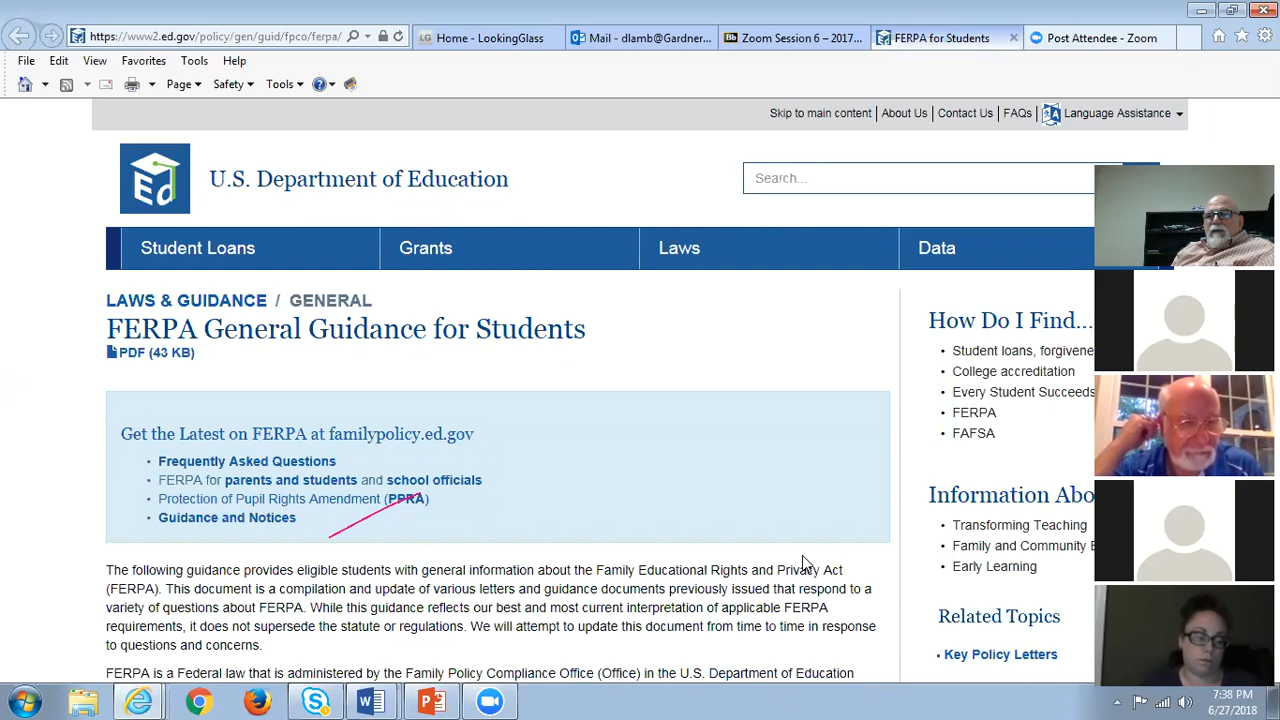 https://www2.ed.gov/policy/gen/guid/fpco/ferpa/
LG Home - LookingGlass
Mail - dlamb@Gardner...
Bb Zoom Session 6 – 2017...
FERPA for Students
Post Attendee - Zoom
File Edit View Favorites Tools Help
Page Safety Tools
Skip to main content About Us Contact Us FAQs Language Assistance
Ed U.S. Department of Education
Search...
Student Loans Grants Laws Data
LAWS & GUIDANCE / GENERAL
FERPA General Guidance for Students
PDF (43 KB)
Get the Latest on FERPA at familypolicy.ed.gov
• Frequently Asked Questions
• FERPA for parents and students and school officials
• Protection of Pupil Rights Amendment (PPRA)
• Guidance and Notices
The following guidance provides eligible students with general information about the Family Educational Rights and Privacy Act
(FERPA). This document is a compilation and update of various letters and guidance documents previously issued that respond to a
variety of questions about FERPA. While this guidance reflects our best and most current interpretation of applicable FERPA
requirements, it does not supersede the statute or regulations. We will attempt to update this document from time to time in response
to questions and concerns.
FERPA is a Federal law that is administered by the Family Policy Compliance Office (Office) in the U.S. Department of Education
How Do I Find...
• Student loans, forgivene
• College accreditation
• Every Student Succeeds
• FERPA
• FAFSA
Information Abo
• Transforming Teaching
• Family and Community E
• Early Learning
Related Topics
• Key Policy Letters
7:38 PM
6/27/2018